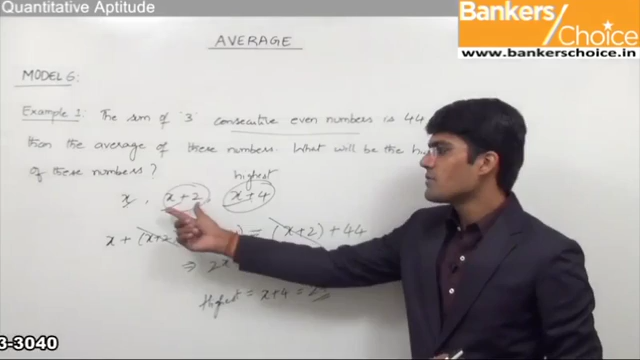 Quantitative Aptitude
Bankers/
Choice
www.bankerschoice.in
AVERAGE
MODEL 6:
Example 1: The sum of '3' consecutive even numbers is 44
than the average of these numbers. What will be the
of these numbers?
highest
x, x+2 x+4
x + (x+2) = (x+2) + 44
⇒ 2x
Highest = x+4 =
3-3040